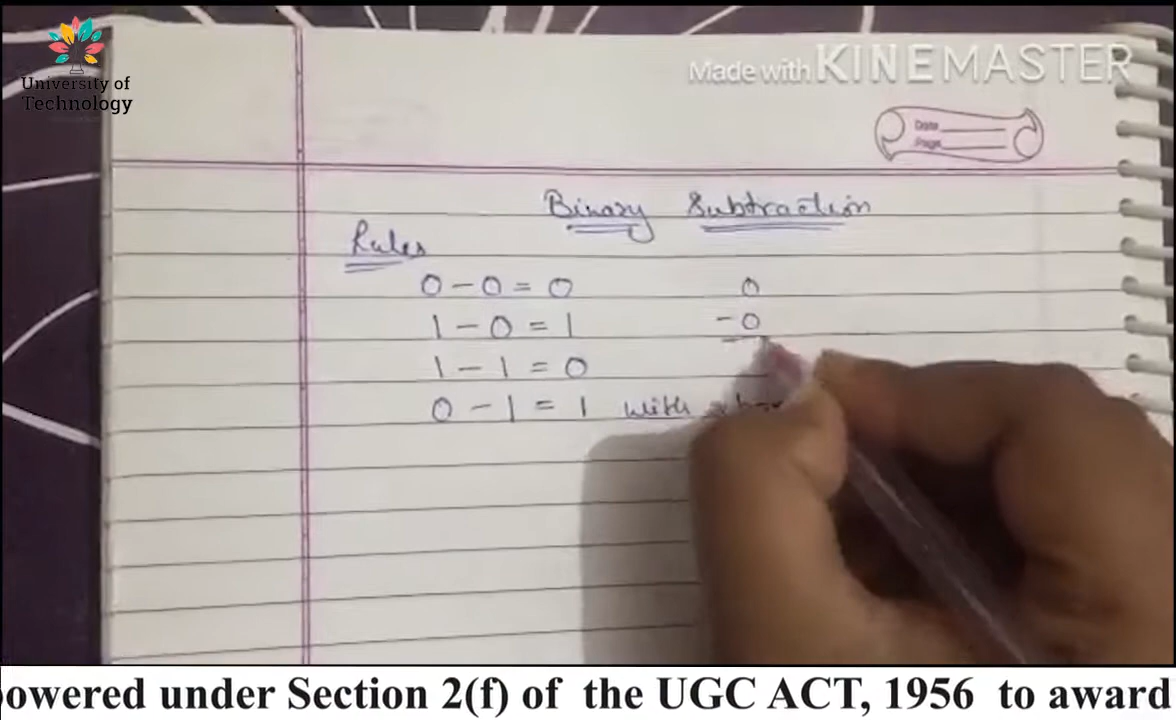 University of
Technology
Made with KINEMASTER
Date
Page
Binary Subtraction
Rules
0 - 0 = 0
1 - 0 = 1
1 - 1 = 0
0 - 1 = 1 with
0
- 0
powered under Section 2(f) of the UGC ACT, 1956 to award